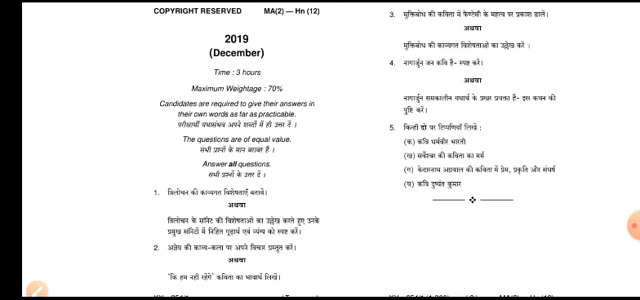 COPYRIGHT RESERVED MA(2) — Hn (12)
2019
(December)
Time : 3 hours
Maximum Weightage : 70%
Candidates are required to give their answers in
their own words as far as practicable.
परीक्षार्थी यथासंभव अपने शब्दों में ही उत्तर दें ।
The questions are of equal value.
सभी प्रश्नों के मान बराबर हैं ।
Answer all questions.
सभी प्रश्नों के उत्तर दें ।
1. त्रिलोचन की काव्यगत विशेषताएँ बतायें।
अथवा
त्रिलोचन के सॉनेट की विशेषताओं का उल्लेख करते हुए उनके
प्रमुख सॉनेटों में निहित गूढ़ार्थ एवं व्यंग्य को स्पष्ट करें।
2. अज्ञेय की काव्य-कला पर अपने विचार प्रस्तुत करें।
अथवा
'कि हम नहीं रहेंगे' कविता का भावार्थ लिखें।
3. मुक्तिबोध की कविता में फैण्टेसी के महत्व पर प्रकाश डालें।
अथवा
मुक्तिबोध की काव्यगत विशेषताओं का उल्लेख करें ।
4. नागार्जुन जन कवि हैं- स्पष्ट करें।
अथवा
नागार्जुन समकालीन यथार्थ के प्रखर प्रवक्ता हैं- इस कथन की
पुष्टि करें।
5. किन्हीं दो पर टिप्पणियाँ लिखें :
(क) कवि धर्मवीर भारती
(ख) सर्वेश्वर की कविता का मर्म
(ग) केदारनाथ अग्रवाल की कविता में प्रेम, प्रकृति और संघर्ष
(घ) कवि दुष्यंत कुमार